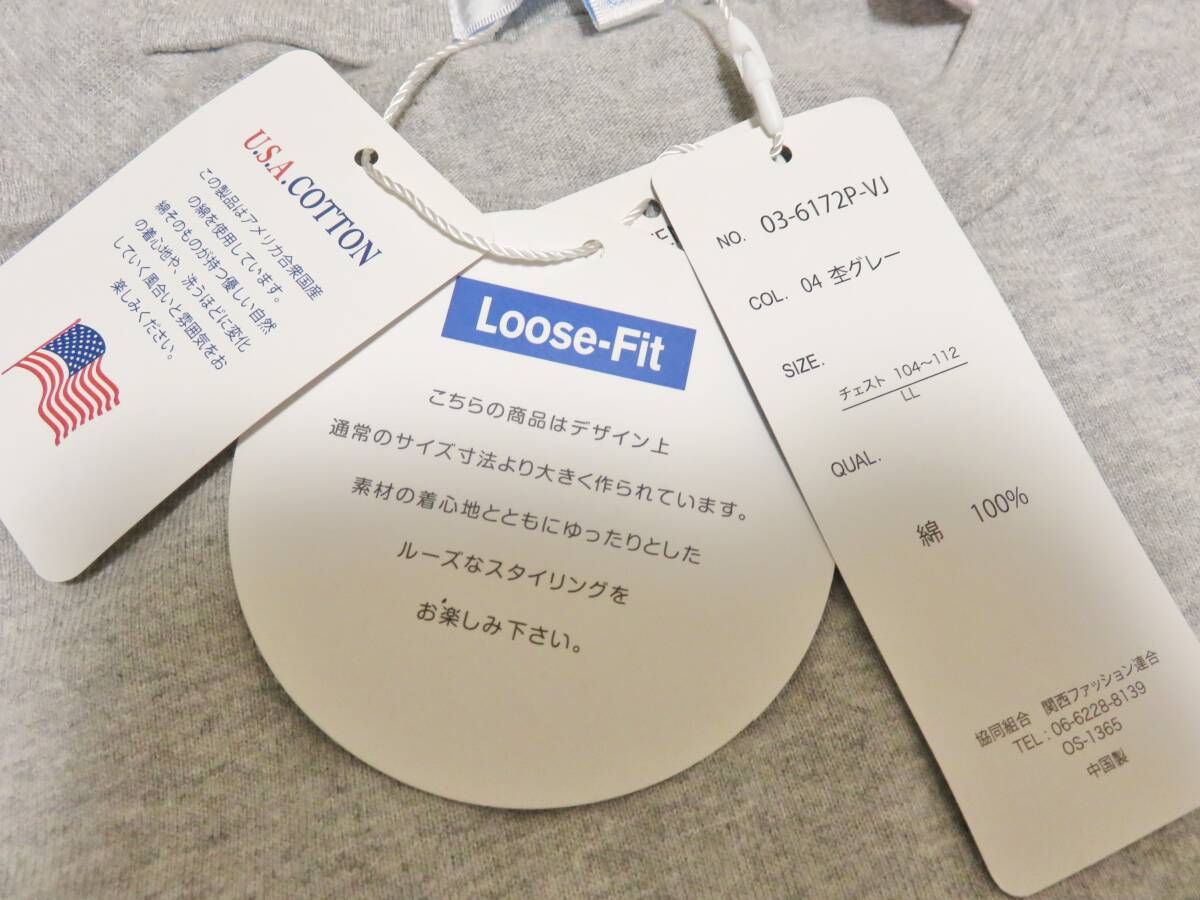 U.S.A.COTTON
この製品はアメリカ合衆国産
の綿を使用しています。
綿そのものが持つ優しい自然
の着心地や、洗うほどに変化
していく風合いと雰囲気をお
楽しみください。
Loose-Fit
こちらの商品はデザイン上
通常のサイズ寸法より大きく作られています。
素材の着心地とともにゆったりとした
ルーズなスタイリングを
お楽しみ下さい。
NO. 03-6172P-VJ
COL. 04 杢グレー
SIZE.
チェスト 104〜112
LL
QUAL.
綿 100%
協同組合 関西ファッション連合
TEL : 06-6228-8139
OS-1365
中国製